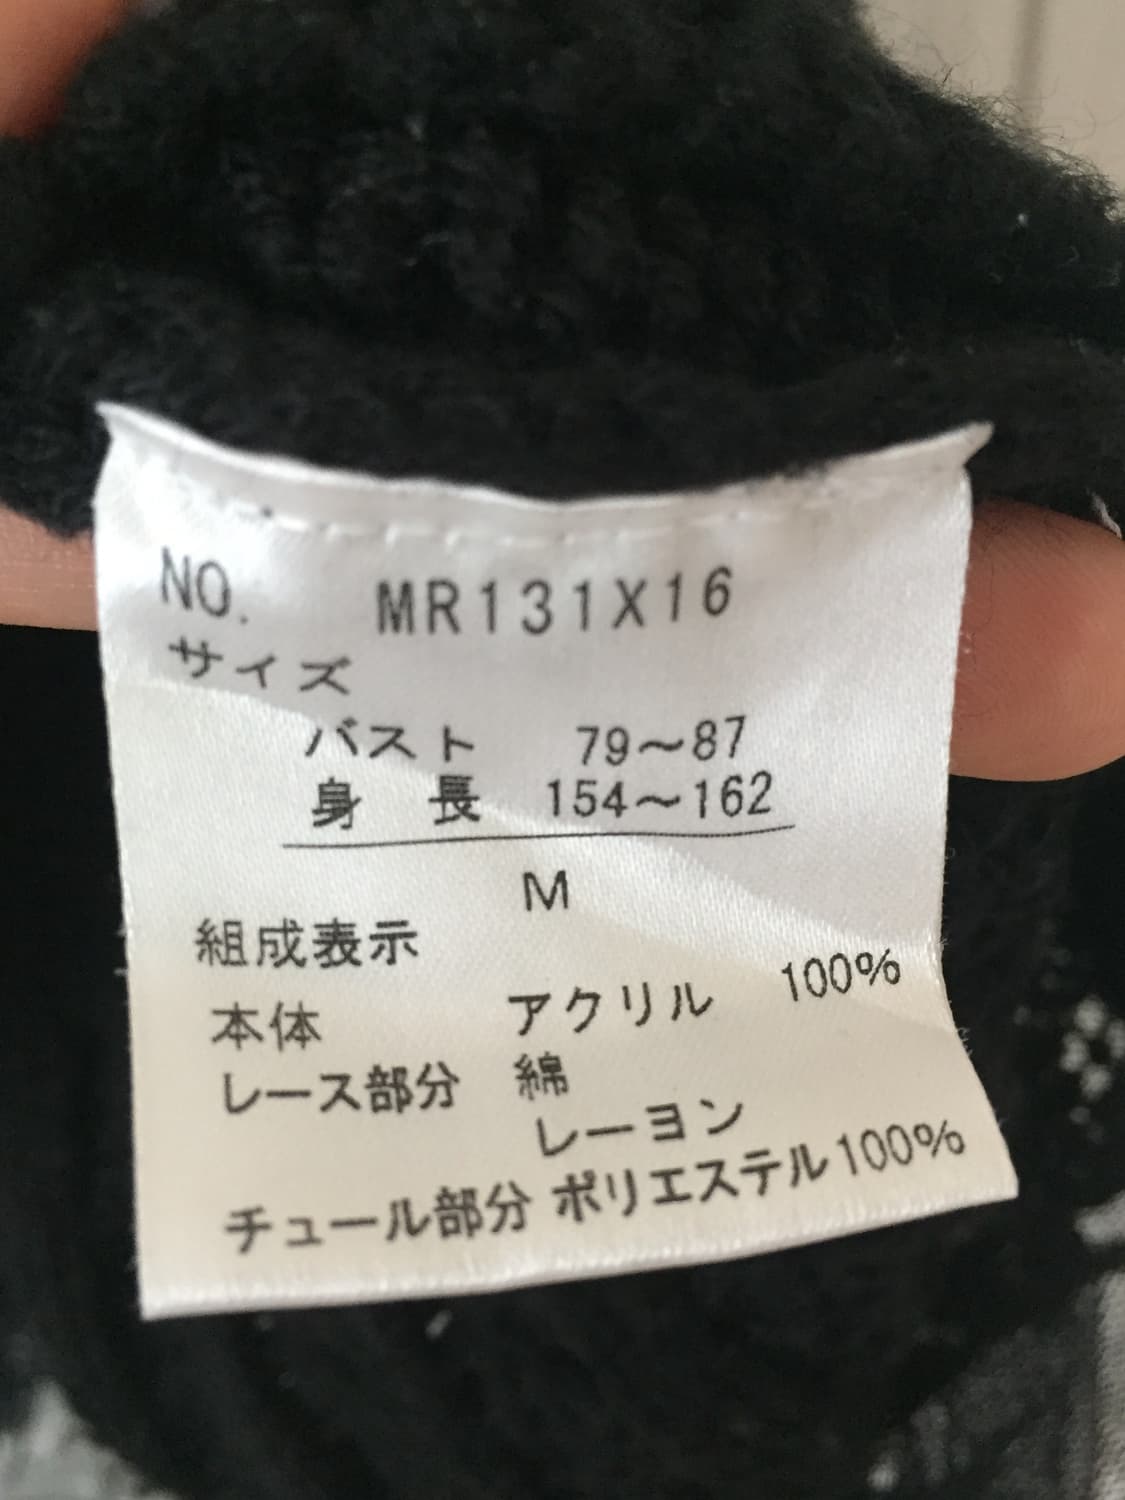 NO. MR131X16
サイズ
バスト 79〜87
身 長 154〜162
M
組成表示
本体 アクリル 100%
レース部分 綿
レーヨン
チュール部分 ポリエステル100%